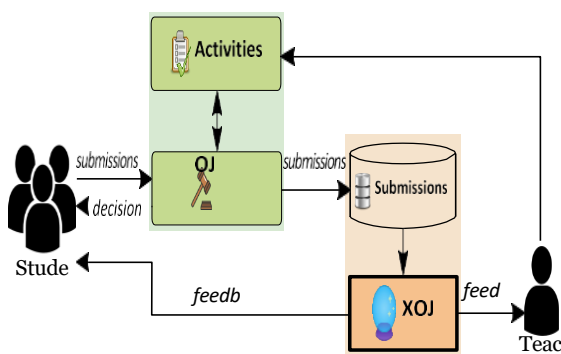 Activities
OJ
submissions
submissions
decision
Submissions
Stude
feedb
XOJ
feed
Teac